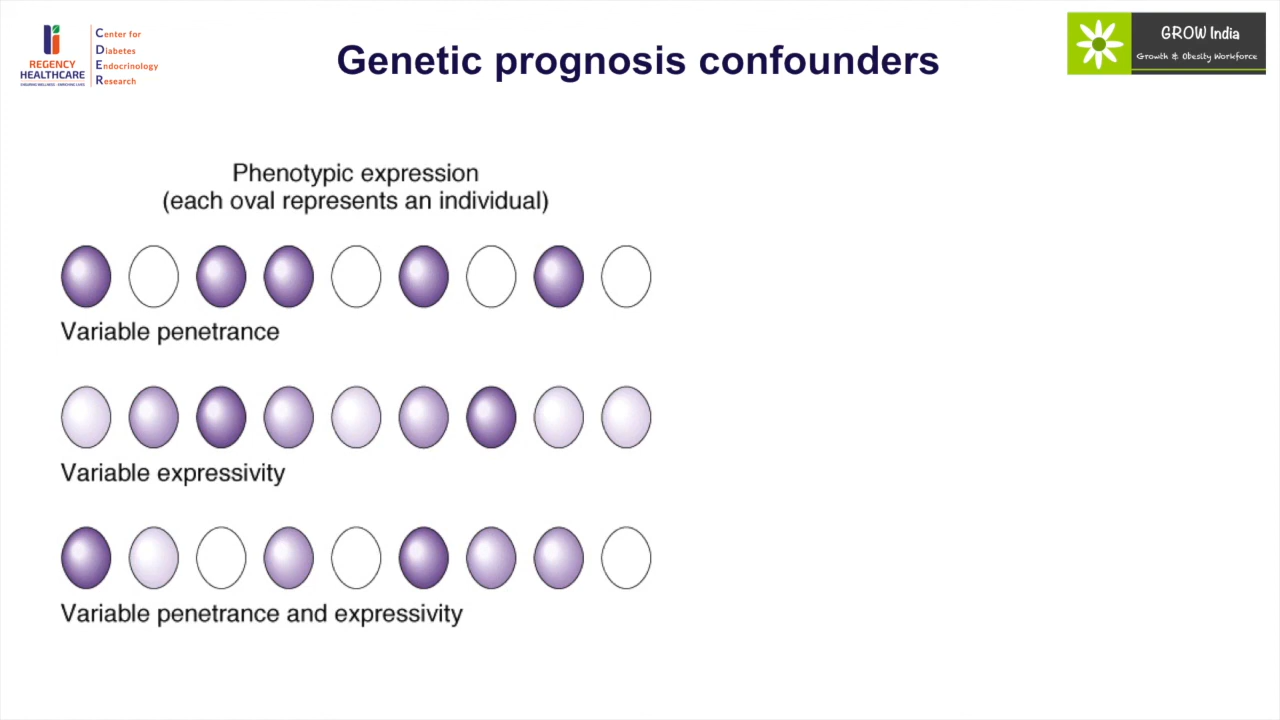 REGENCY
HEALTHCARE
Center for
Diabetes
Endocrinology
Research
Genetic prognosis confounders
GROW India
Growth & Obesity Workforce
Phenotypic expression
(each oval represents an individual)
Variable penetrance
Variable expressivity
Variable penetrance and expressivity